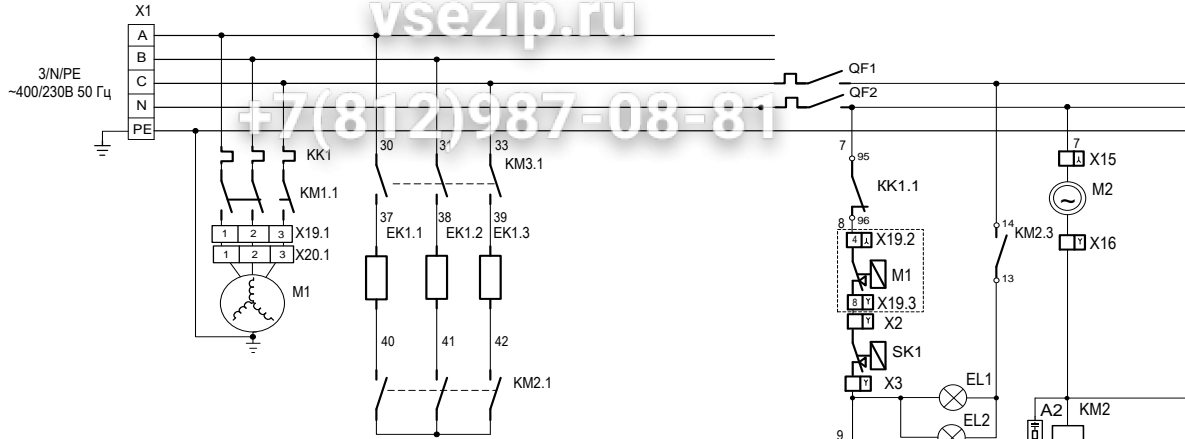 vsezip.ru
X1
A
B
C
N
PE
3/N/PE
~400/230В 50 Гц
QF1
QF2
+7(812)987-08-81
KK1
KM1.1
1 2 3 X19.1
1 2 3 X20.1
M1
30 31 33
KM3.1
37 38 39
EK1.1 EK1.2 EK1.3
40 41 42
KM2.1
7
95
KK1.1
8 96
4 X19.2
M1
8 Y X19.3
Y X2
SK1
Y X3
9
EL1
EL2
14 KM2.3
13
7
X15
M2
~
Y X16
A2 KM2